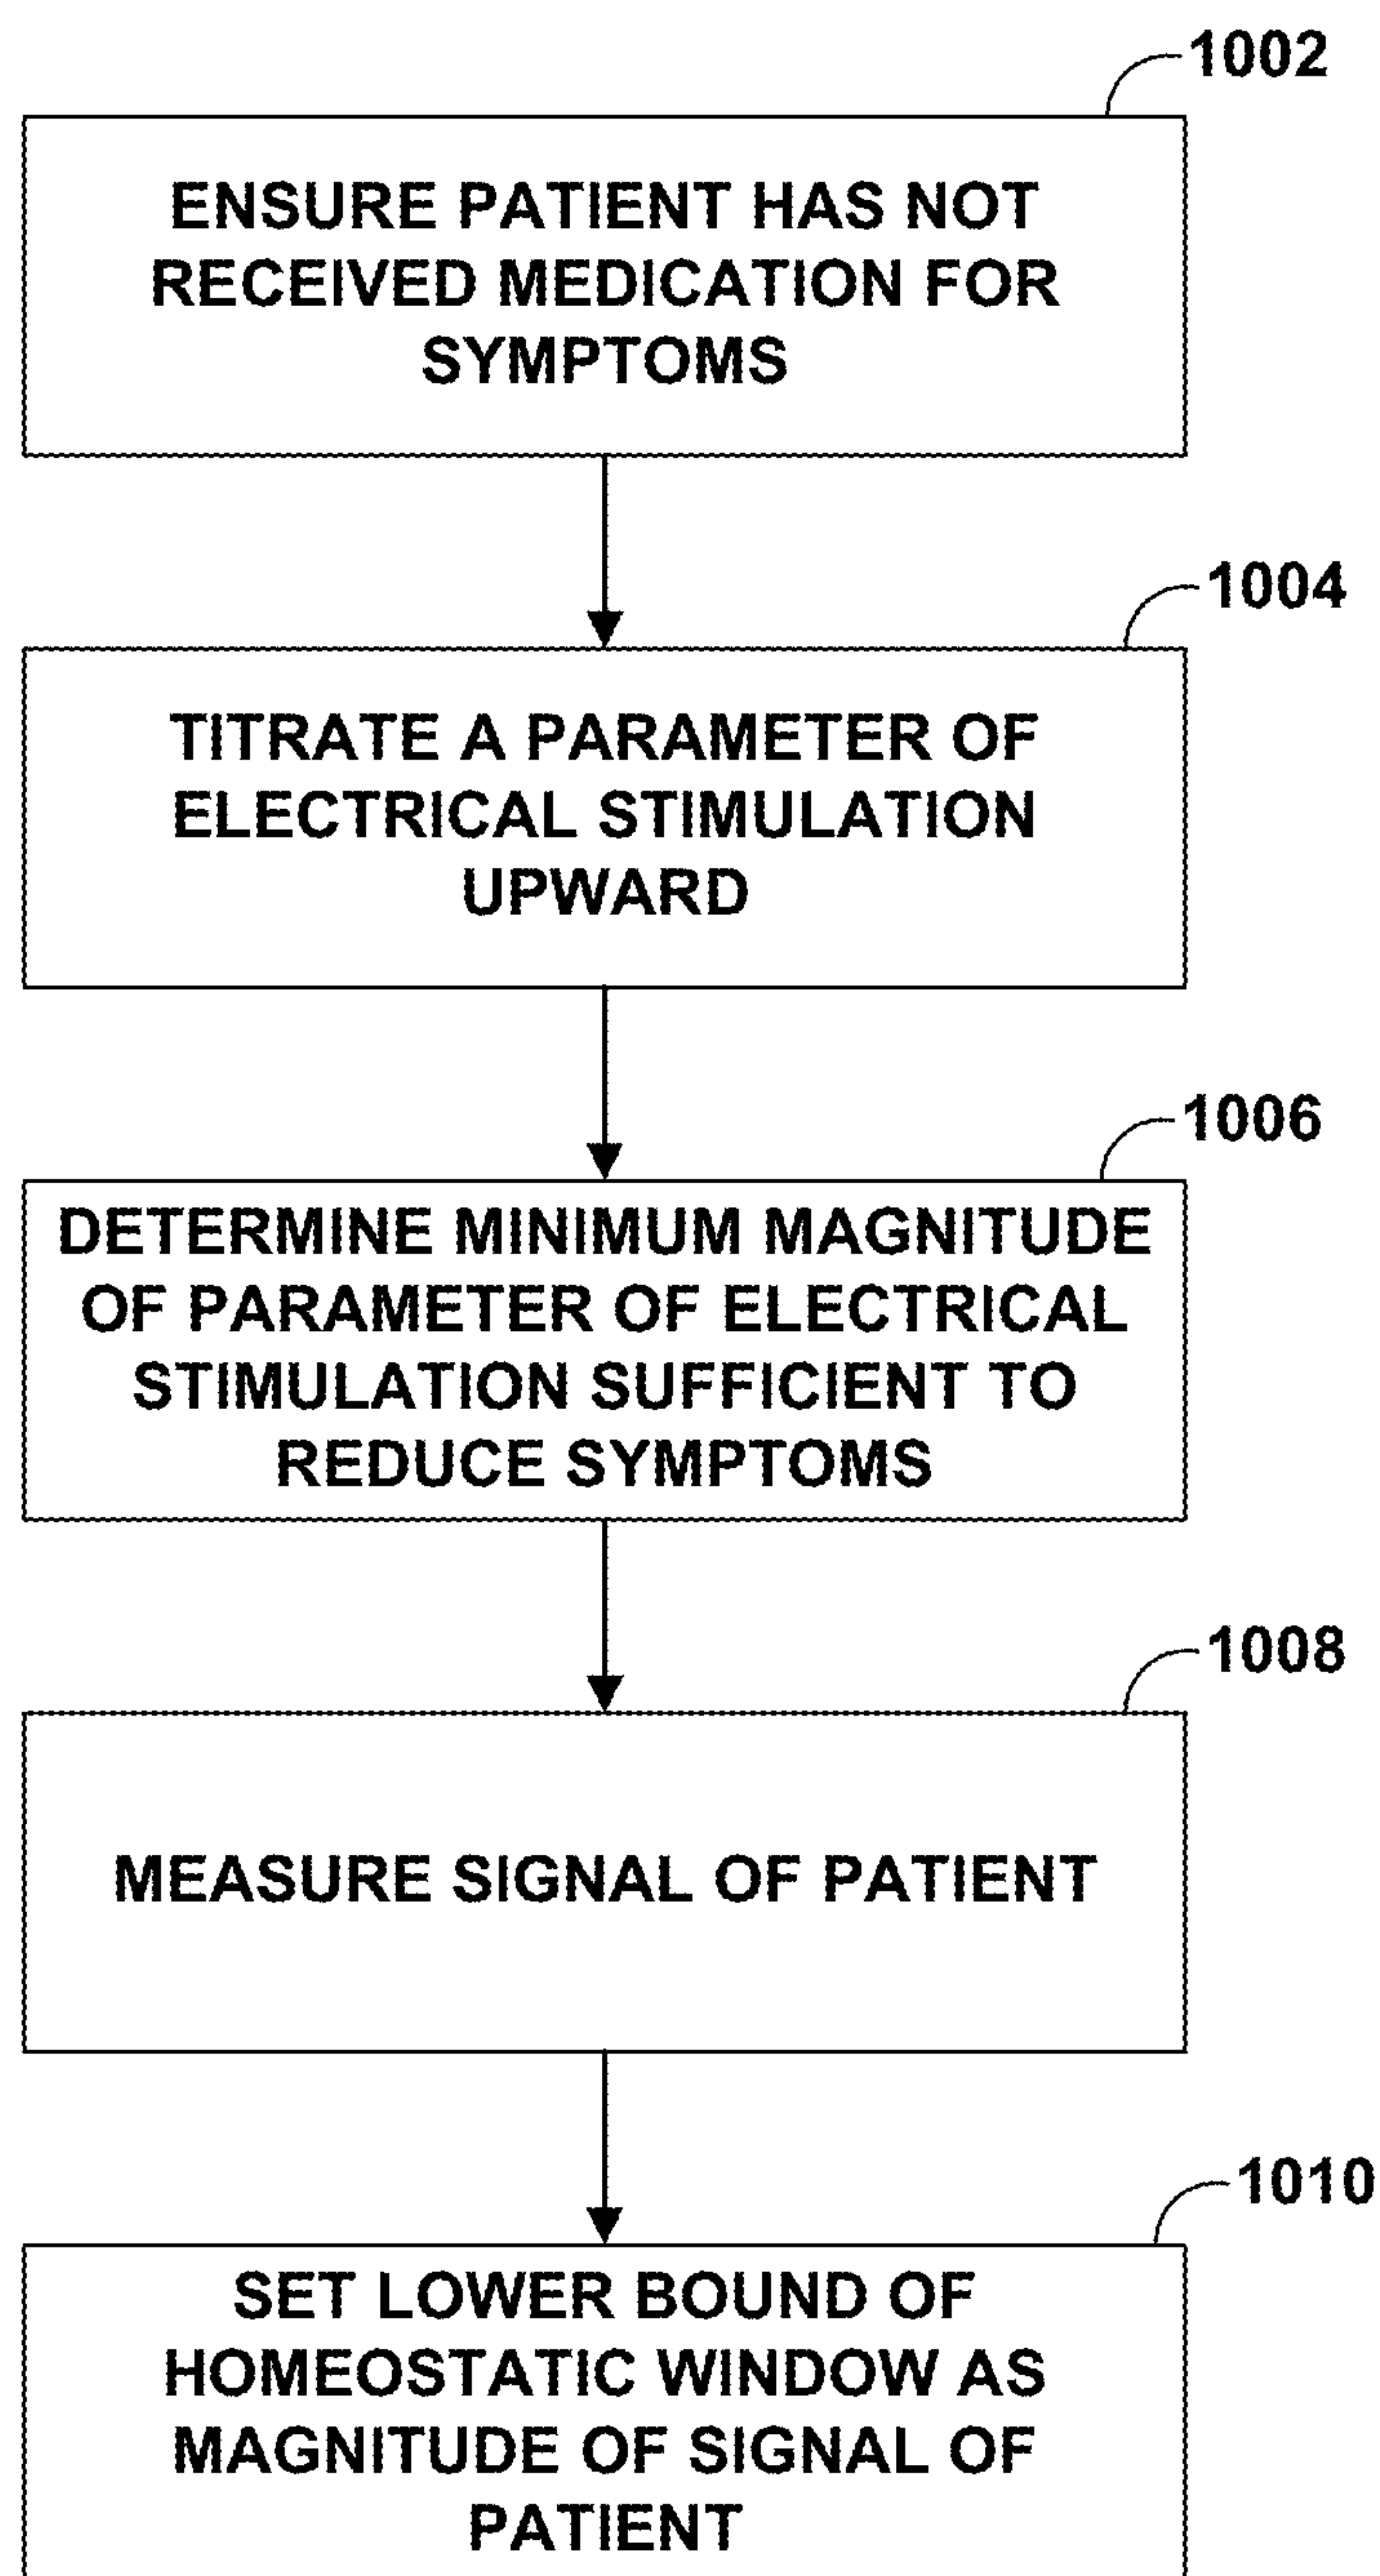 1002
ENSURE PATIENT HAS NOT
RECEIVED MEDICATION FOR
SYMPTOMS
1004
TITRATE A PARAMETER OF
ELECTRICAL STIMULATION
UPWARD
1006
DETERMINE MINIMUM MAGNITUDE
OF PARAMETER OF ELECTRICAL
STIMULATION SUFFICIENT TO
REDUCE SYMPTOMS
1008
MEASURE SIGNAL OF PATIENT
1010
SET LOWER BOUND OF
HOMEOSTATIC WINDOW AS
MAGNITUDE OF SIGNAL OF
PATIENT